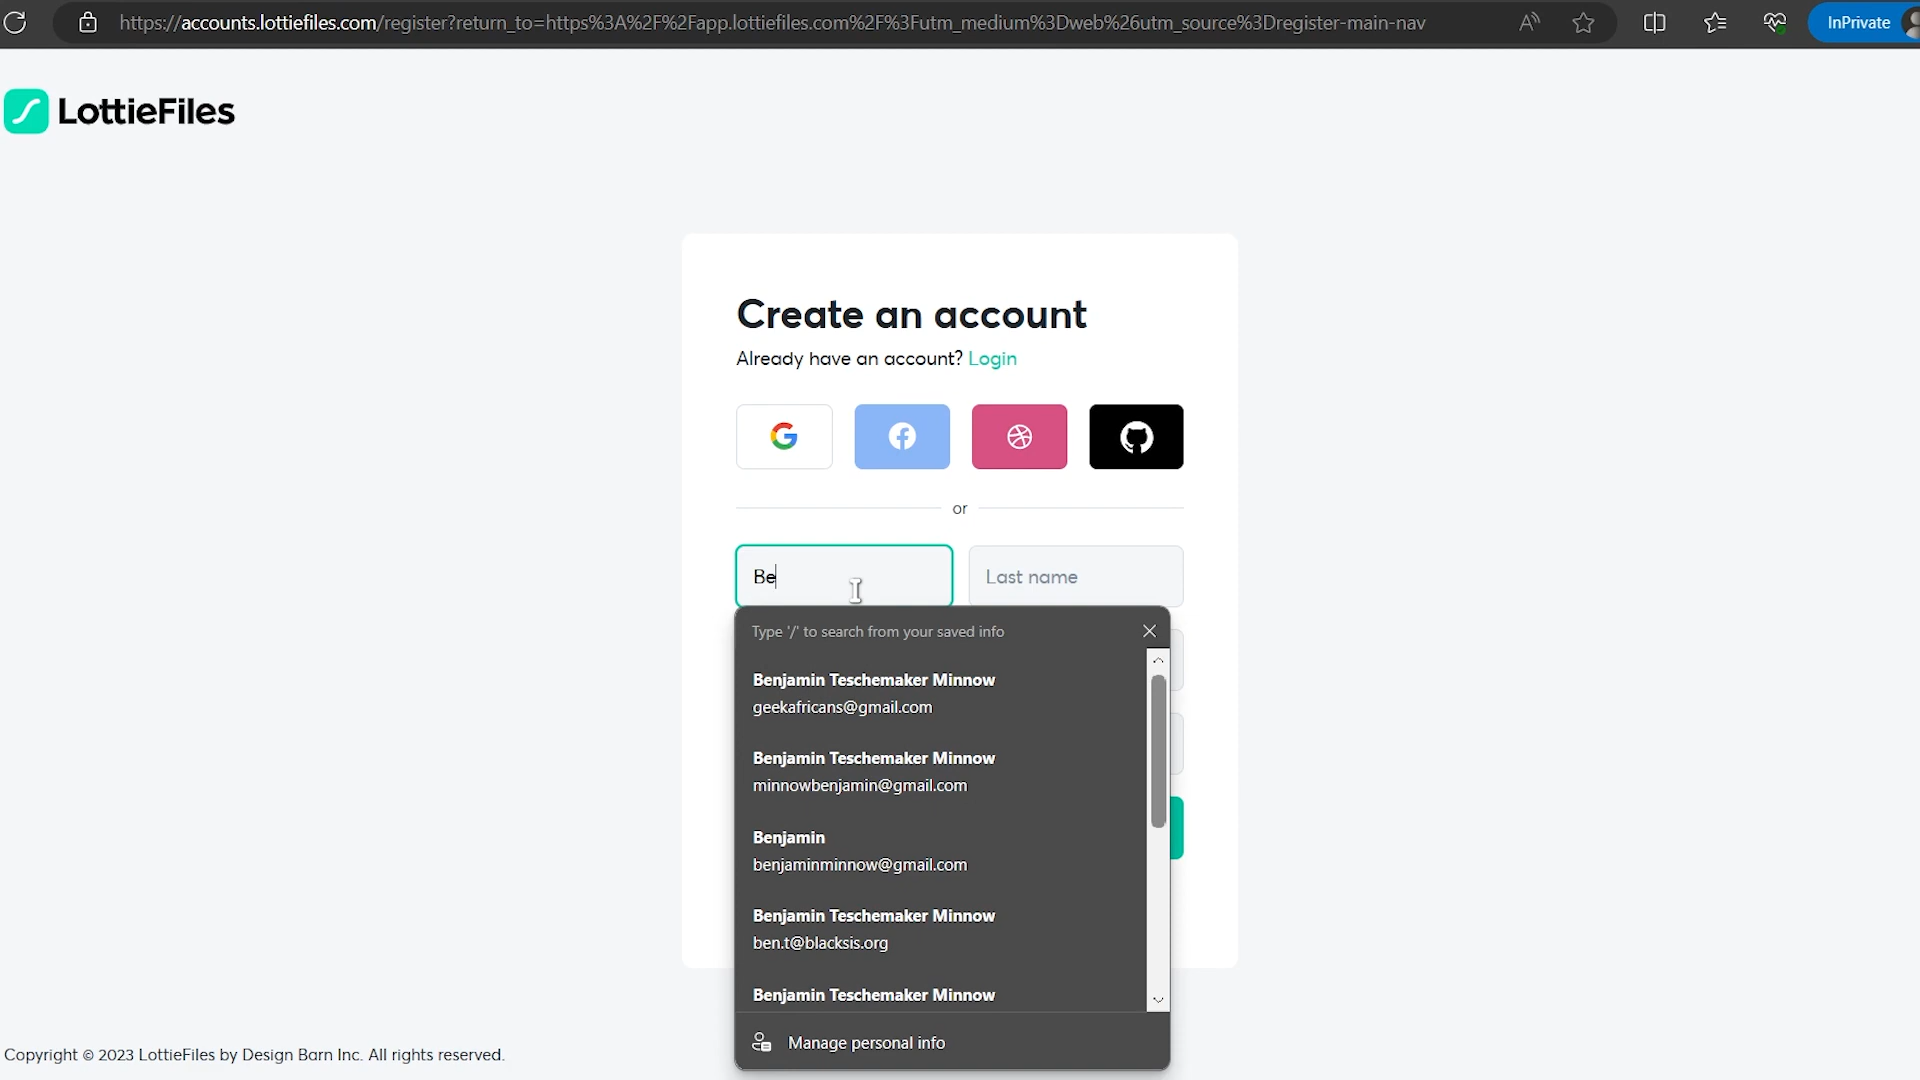 https://accounts.lottiefiles.com/register?return_to=https%3A%2F%2Fapp.lottiefiles.com%2F%3Futm_medium%3Dweb%26utm_source%3Dregister-main-nav
InPrivate
LottieFiles
Create an account
Already have an account? Login
or
Be
Last name
Type '/' to search from your saved info
Benjamin Teschemaker Minnow
geekafricans@gmail.com
Benjamin Teschemaker Minnow
minnowbenjamin@gmail.com
Benjamin
benjaminminnow@gmail.com
Benjamin Teschemaker Minnow
ben.t@blacksis.org
Benjamin Teschemaker Minnow
Manage personal info
Copyright © 2023 LottieFiles by Design Barn Inc. All rights reserved.